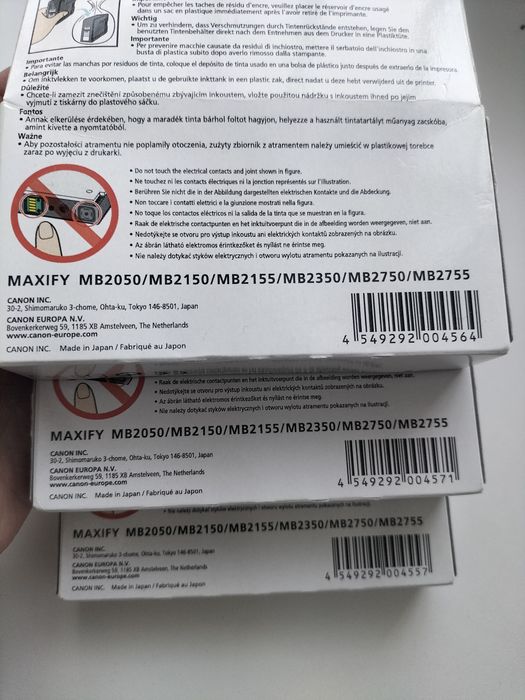 • Pour empêcher les taches de résidu d'encre, veuillez placer le réservoir d'encre usagé
dans un sac en plastique immédiatement après l'avoir retiré de l'imprimante.
Wichtig
• Um zu verhindern, dass Verschmutzungen durch Tintenrückstände entstehen, legen Sie den
benutzten Tintenbehälter direkt nach dem Entnehmen aus dem Drucker in eine Plastiktüte.
Importante
• Per prevenire macchie causate da residui di inchiostro, mettere il serbatoio dell'inchiostro in una
busta di plastica subito dopo averlo rimosso dalla stampante.
Importante
• Para evitar las manchas por residuos de tinta, coloque el depósito de tinta usado en una bolsa de plástico justo después de extraerlo de la impresora.
Belangrijk
• Om inktvlekken te voorkomen, plaatst u de gebruikte inkttank in een plastic zak, direct nadat u deze hebt verwijderd uit de printer.
Důležité
• Chcete-li zamezit znečištění způsobenému zbývajícím inkoustem, vložte použitou nádržku s inkoustem ihned po jejím
vyjmutí z tiskárny do plastového sáčku.
Fontos
• Annak elkerülése érdekében, hogy a maradék tinta bárhol foltot hagyjon, helyezze a használt tintatartályt műanyag zacskóba,
amint kivette a nyomtatóból.
Ważne
• Aby pozostałości atramentu nie poplamiły otoczenia, zużyty zbiornik z atramentem należy umieścić w plastikowej torebce
zaraz po wyjęciu z drukarki.
• Do not touch the electrical contacts and joint shown in figure.
• Ne touchez ni les contacts électriques ni la jonction représentés sur l'illustration.
• Berühren Sie nicht die in der Abbildung dargestellten elektrischen Kontakte und die Abdeckung.
• Non toccare i contatti elettrici e la giunzione mostrati nella figura.
• No toque los contactos eléctricos ni la salida de tinta que se muestran en la figura.
• Raak de elektrische contactpunten en het inktuitvoerpunt die in de afbeelding worden weergegeven, niet aan.
• Nedotýkejte se otvoru pro výstup inkoustu ani elektrických kontaktů zobrazených na obrázku.
• Az ábrán látható elektromos érintkezőket és nyílást ne érintse meg.
• Nie należy dotykać styków elektrycznych i otworu wylotu atramentu pokazanych na ilustracji.
MAXIFY MB2050/MB2150/MB2155/MB2350/MB2750/MB2755
CANON INC.
30-2, Shimomaruko 3-chome, Ohta-ku, Tokyo 146-8501, Japan
CANON EUROPA N.V.
Bovenkerkerweg 59, 1185 XB Amstelveen, The Netherlands
www.canon-europe.com
CANON INC. Made in Japan / Fabriqué au Japon
4 549292 004564
• Raak de elektrische contactpunten en het inktuitvoerpunt die in de afbeelding worden weergegeven, niet aan.
• Nedotýkejte se otvoru pro výstup inkoustu ani elektrických kontaktů zobrazených na obrázku.
• Az ábrán látható elektromos érintkezőket és nyílást ne érintse meg.
• Nie należy dotykać styków elektrycznych i otworu wylotu atramentu pokazanych na ilustracji.
MAXIFY MB2050/MB2150/MB2155/MB2350/MB2750/MB2755
CANON INC.
30-2, Shimomaruko 3-chome, Ohta-ku, Tokyo 146-8501, Japan
CANON EUROPA N.V.
Bovenkerkerweg 59, 1185 XB Amstelveen, The Netherlands
www.canon-europe.com
CANON INC. Made in Japan / Fabriqué au Japon
4 549292 004571
• Nie należy dotykać styków elektrycznych i otworu wylotu atramentu pokazanych na ilustracji.
MAXIFY MB2050/MB2150/MB2155/MB2350/MB2750/MB2755
CANON INC.
30-2, Shimomaruko 3-chome, Ohta-ku, Tokyo 146-8501, Japan
CANON EUROPA N.V.
Bovenkerkerweg 59, 1185 XB Amstelveen, The Netherlands
www.canon-europe.com
CANON INC. Made in Japan / Fabriqué au Japon
4 549292 004557